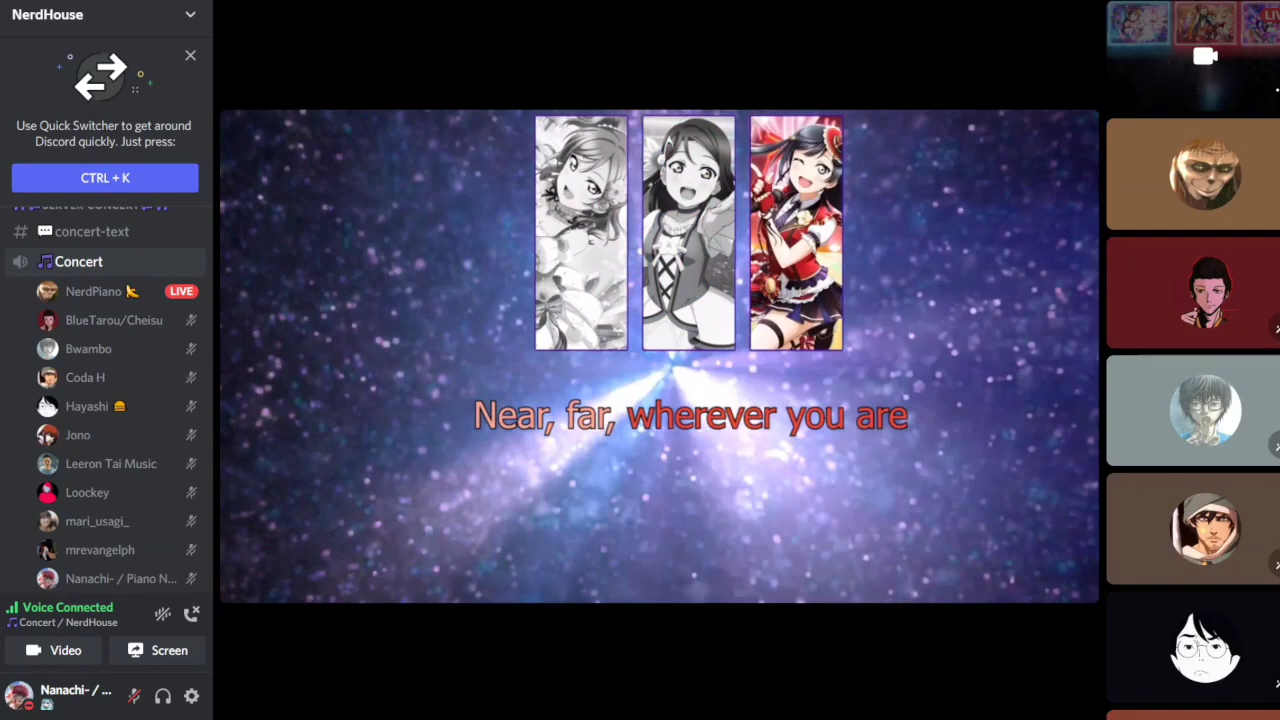 NerdHouse
Use Quick Switcher to get around
Discord quickly. Just press:
CTRL + K
SERVER CONCERT
# concert-text
Concert
NerdPiano LIVE
BlueTarou/Cheisu
Bwambo
Coda H
Hayashi
Jono
Leeron Tai Music
Loockey
mari_usagi_
mrevangelph
Nanachi- / Piano N...
Voice Connected
Concert / NerdHouse
Video
Screen
Nanachi- / ...
Near, far, wherever you are